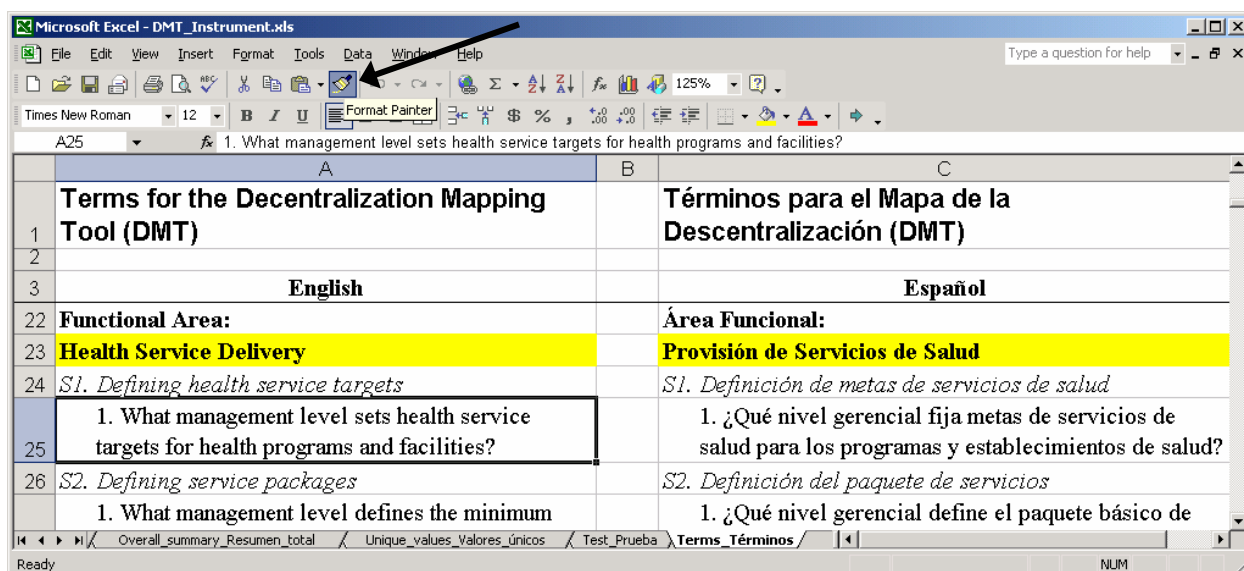 Microsoft Excel - DMT_Instrument.xls
File Edit View Insert Format Tools Data Window Help Type a question for help
125%
Times New Roman 12 B I U $ % ,
Format Painter
A25 fx 1. What management level sets health service targets for health programs and facilities?
A B C
1 Terms for the Decentralization Mapping Términos para el Mapa de la
Tool (DMT) Descentralización (DMT)
2
3 English Español
22 Functional Area: Área Funcional:
23 Health Service Delivery Provisión de Servicios de Salud
24 S1. Defining health service targets S1. Definición de metas de servicios de salud
1. What management level sets health service 1. ¿Qué nivel gerencial fija metas de servicios de
25 targets for health programs and facilities? salud para los programas y establecimientos de salud?
26 S2. Defining service packages S2. Definición del paquete de servicios
1. What management level defines the minimum 1. ¿Qué nivel gerencial define el paquete básico de
Overall_summary_Resumen_total Unique_values_Valores_únicos Test_Prueba Terms_Términos
Ready NUM